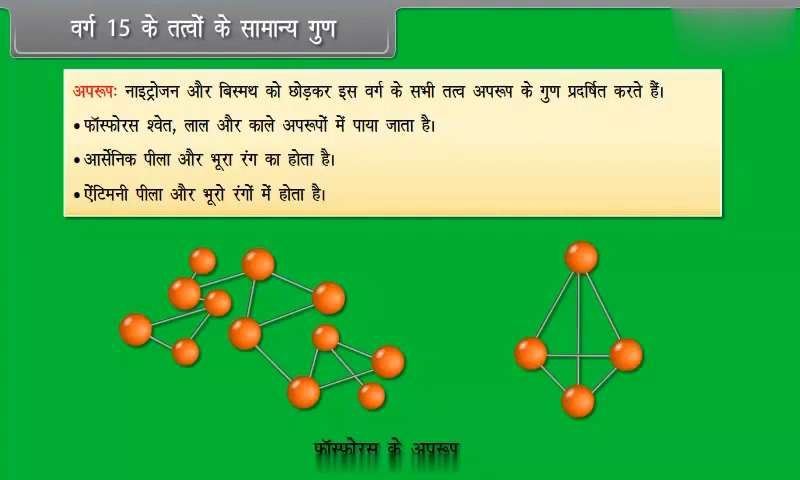 वर्ग 15 के तत्वों के सामान्य गुण
अपरूपः नाइट्रोजन और बिस्मथ को छोड़कर इस वर्ग के सभी तत्व अपरूप के गुण प्रदर्षित करते हैं।
• फॉस्फोरस श्वेत, लाल और काले अपरूपों में पाया जाता है।
• आर्सेनिक पीला और भूरा रंग का होता है।
• ऐंटिमनी पीला और भूरो रंगों में होता है।
फॉस्फोरस के अपरूप